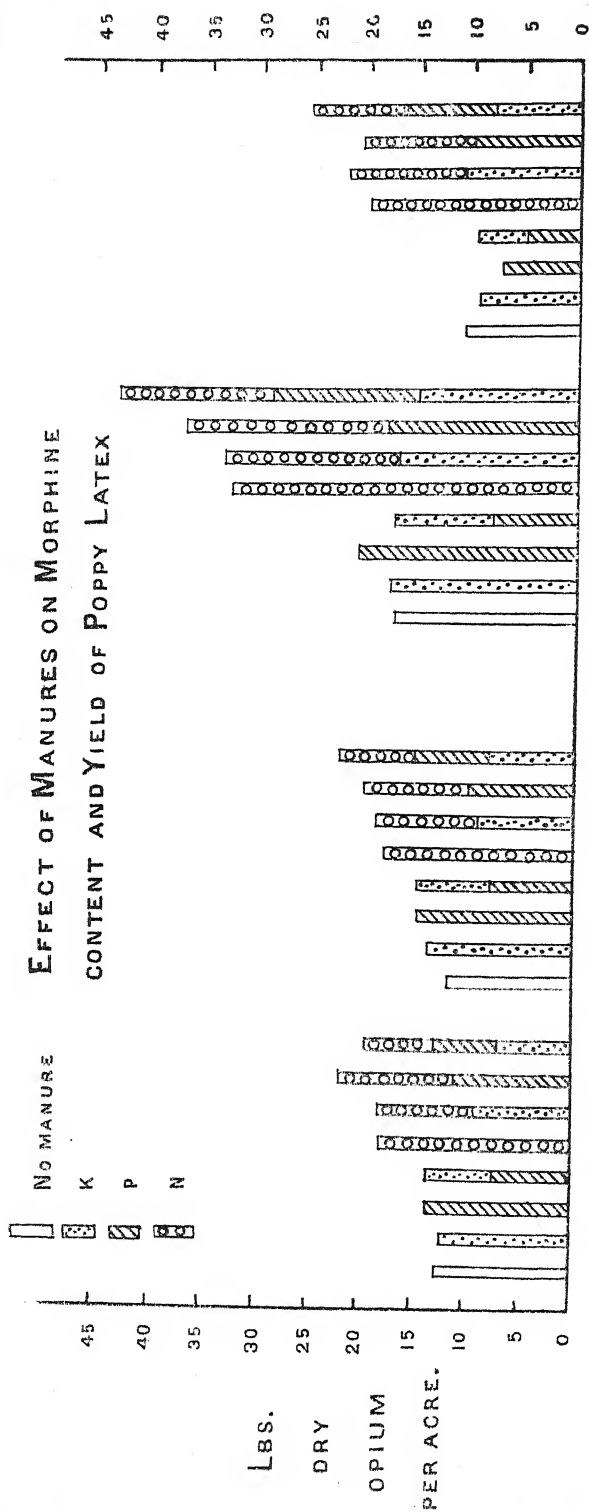 EFFECT OF MANURES ON MORPHINE
CONTENT AND YIELD OF POPPY LATEX
NO MANURE
K
P
N
45
40
35
30
25
20
15
10
5
0
LBS.
DRY
OPIUM
PER ACRE.
45
40
35
30
25
20
15
10
5
0